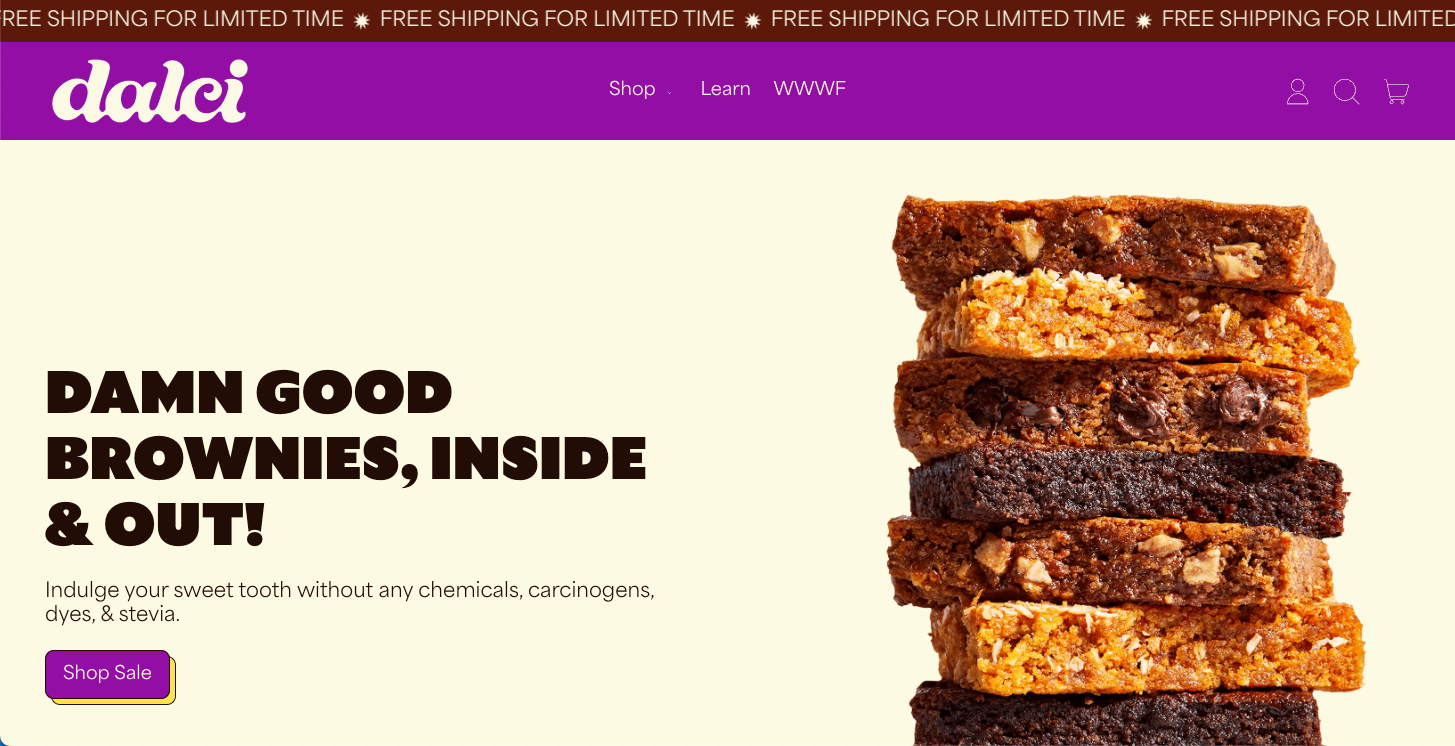 FREE SHIPPING FOR LIMITED TIME ✸ FREE SHIPPING FOR LIMITED TIME ✸ FREE SHIPPING FOR LIMITED TIME ✸ FREE SHIPPING FOR LIMITED
dalci
Shop Learn WWWF
DAMN GOOD
BROWNIES, INSIDE
& OUT!
Indulge your sweet tooth without any chemicals, carcinogens,
dyes, & stevia.
Shop Sale